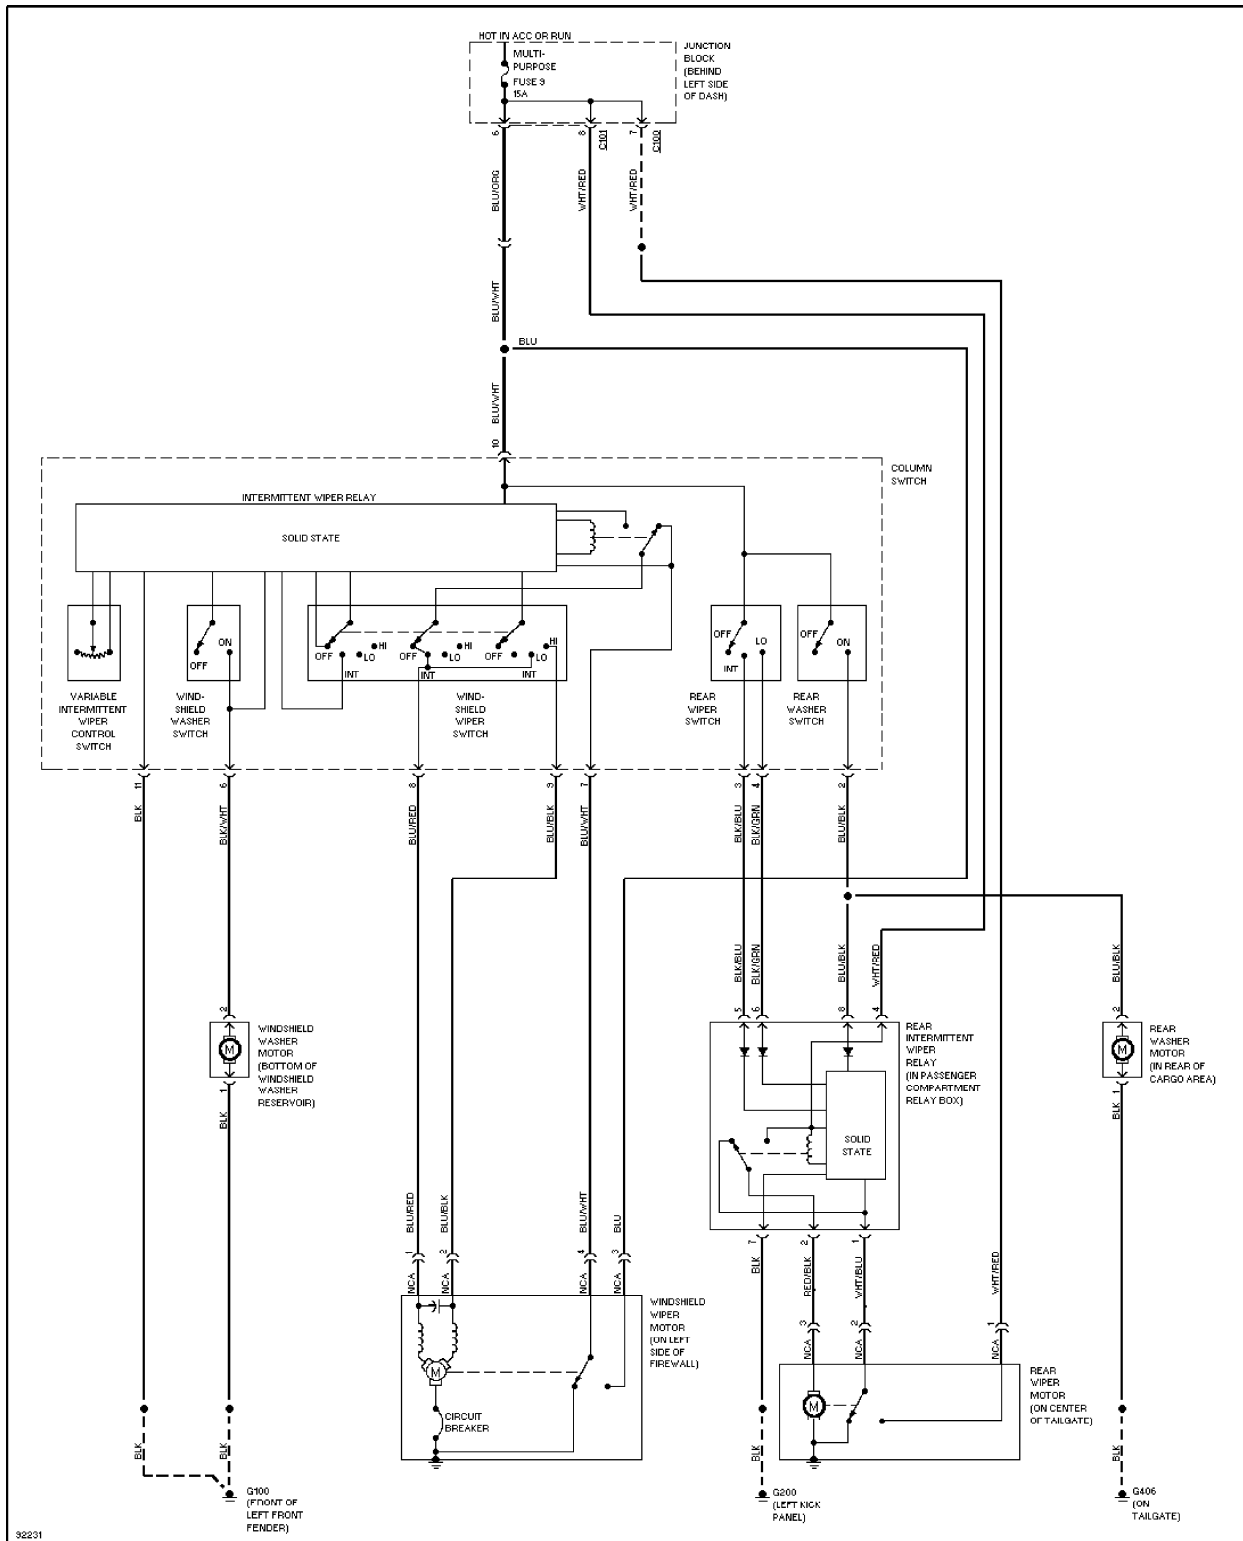 HOT IN ACC OR RUN
MULTI-
PURPOSE
FUSE 9
15A
JUNCTION
BLOCK
(BEHIND
LEFT SIDE
OF DASH)
6
8
C101
7
C100
BLU/ORG
WHT/RED
WHT/RED
BLU/WHT
BLU
BLU/WHT
10
COLUMN
SWITCH
INTERMITTENT WIPER RELAY
SOLID STATE
OFF
ON
OFF
INT
LO
HI
OFF
INT
LO
HI
OFF
INT
LO
HI
OFF
INT
LO
OFF
ON
VARIABLE
INTERMITTENT
WIPER
CONTROL
SWITCH
WIND-
SHIELD
WASHER
SWITCH
WIND-
SHIELD
WIPER
SWITCH
REAR
WIPER
SWITCH
REAR
WASHER
SWITCH
11
6
8
9
7
3
4
2
BLK
BLK/WHT
BLU/RED
BLU/BLK
BLU/WHT
BLK/BLU
BLK/GRN
BLU/BLK
BLK/BLU
BLK/GRN
BLU/BLK
WHT/RED
BLU/BLK
2
5
6
8
4
2
WINDSHIELD
WASHER
MOTOR
(BOTTOM OF
WINDSHIELD
WASHER
RESERVOIR)
M
1
BLK
REAR
INTERMITTENT
WIPER
RELAY
(IN PASSENGER
COMPARTMENT
RELAY BOX)
SOLID
STATE
REAR
WASHER
MOTOR
(IN REAR OF
CARGO AREA)
M
1
BLK
BLU/RED
BLU/BLK
BLU/WHT
BLU
1
2
4
3
NCA
NCA
NCA
NCA
WINDSHIELD
WIPER
MOTOR
(ON LEFT
SIDE OF
FIREWALL)
M
CIRCUIT
BREAKER
7
2
1
BLK
RED/BLK
WHT/BLU
WHT/RED
3
2
1
NCA
NCA
NCA
REAR
WIPER
MOTOR
(ON CENTER
OF TAILGATE)
M
BLK
BLK
BLK
BLK
G100
(FRONT OF
LEFT FRONT
FENDER)
G200
(LEFT KICK
PANEL)
G406
(ON
TAILGATE)
92231